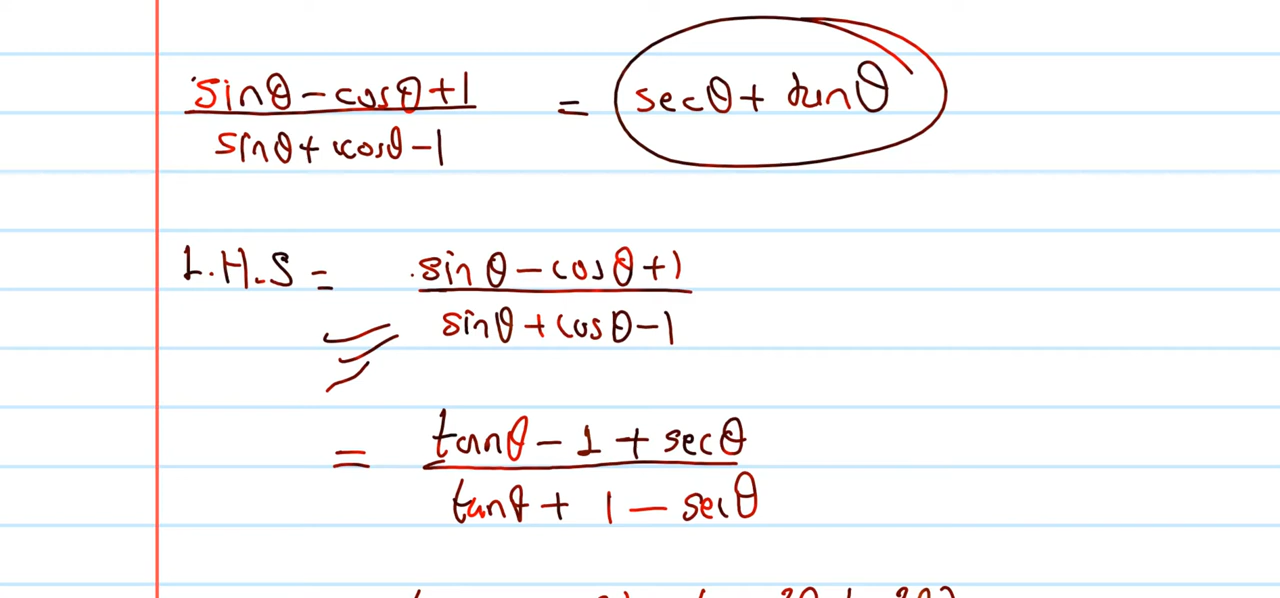 sinθ - cosθ + 1 = secθ + tanθ
sinθ + cosθ - 1
L.H.S = sinθ - cosθ + 1
sinθ + cosθ - 1
= tanθ - 1 + secθ
tanθ + 1 - secθ